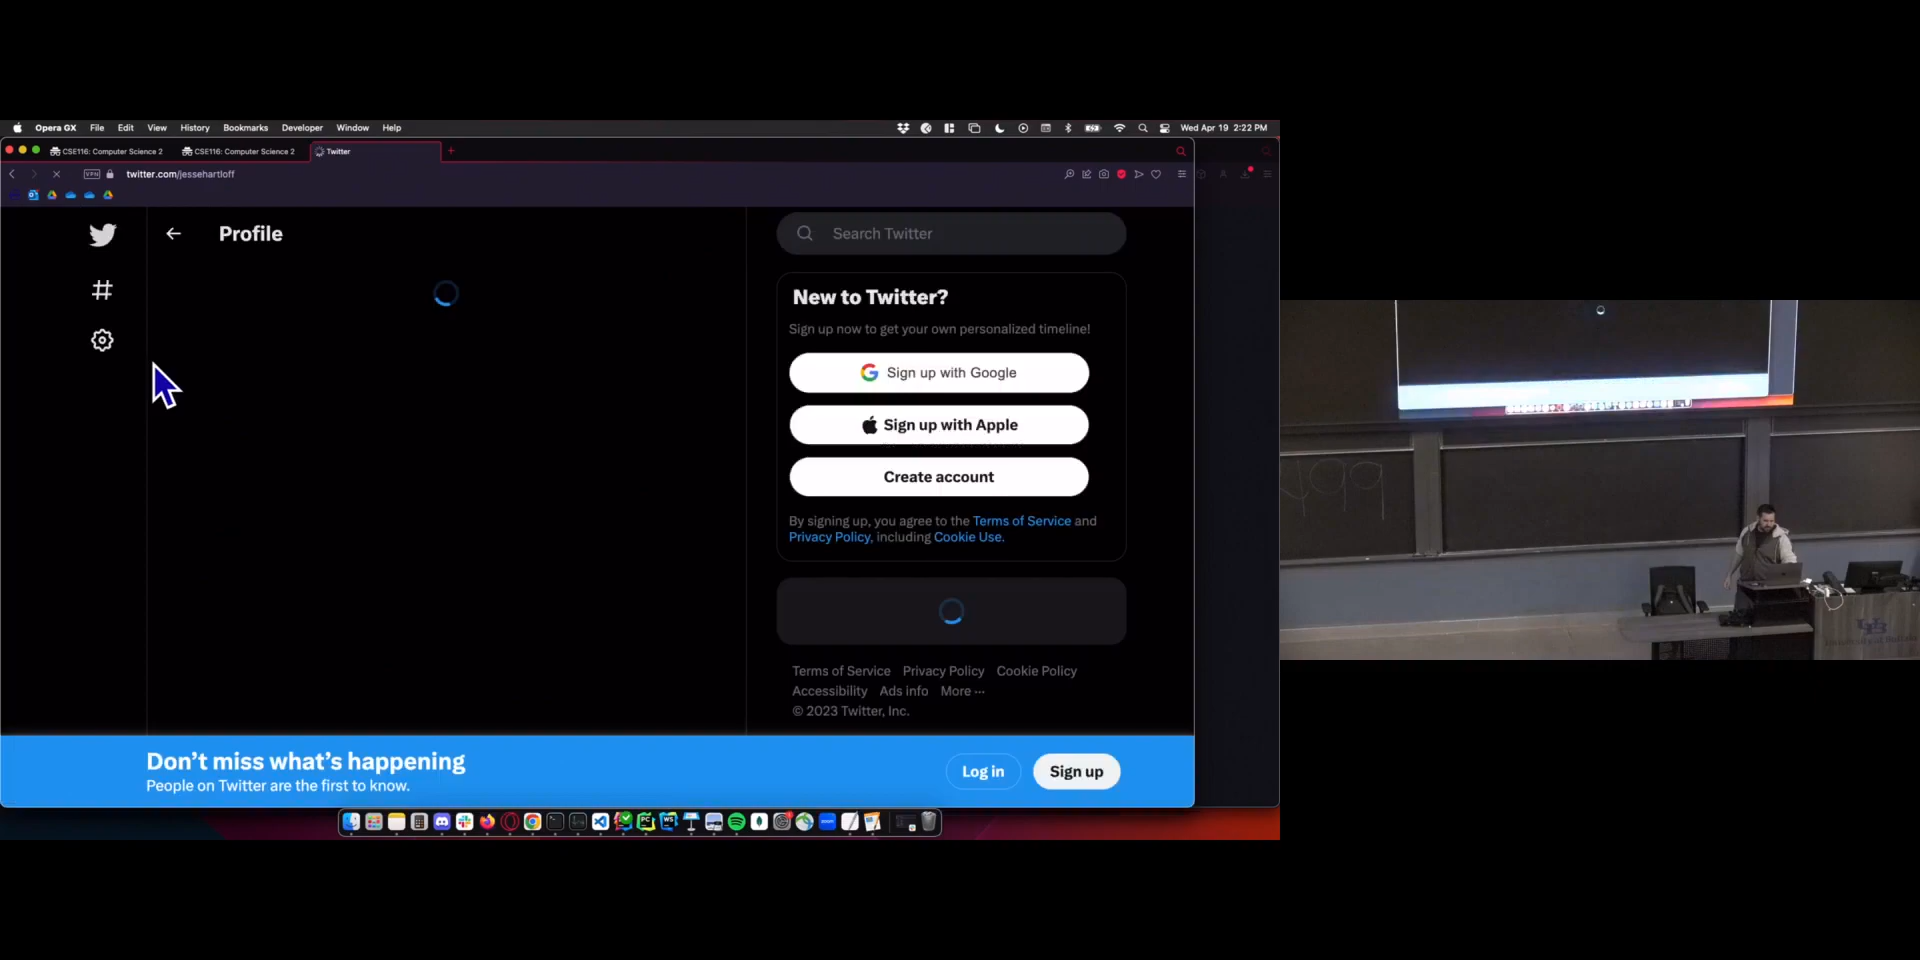 Opera GX File Edit View History Bookmarks Developer Window Help Wed Apr 19 2:22 PM
CSE116: Computer Science 2 CSE116: Computer Science 2 Twitter
VPN twitter.com/jessehartloff
Profile
Search Twitter
New to Twitter?
Sign up now to get your own personalized timeline!
Sign up with Google
Sign up with Apple
Create account
By signing up, you agree to the Terms of Service and
Privacy Policy, including Cookie Use.
Terms of Service Privacy Policy Cookie Policy
Accessibility Ads info More ...
© 2023 Twitter, Inc.
Don't miss what's happening
People on Twitter are the first to know.
Log in Sign up
499